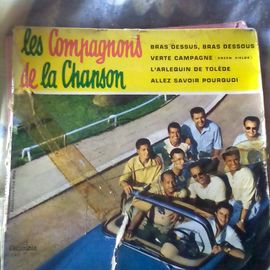 les Compagnons
de la Chanson
BRAS DESSUS, BRAS DESSOUS
VERTE CAMPAGNE (GREEN FIELDS)
L'ARLEQUIN DE TOLÈDE
ALLEZ SAVOIR POURQUOI
Columbia